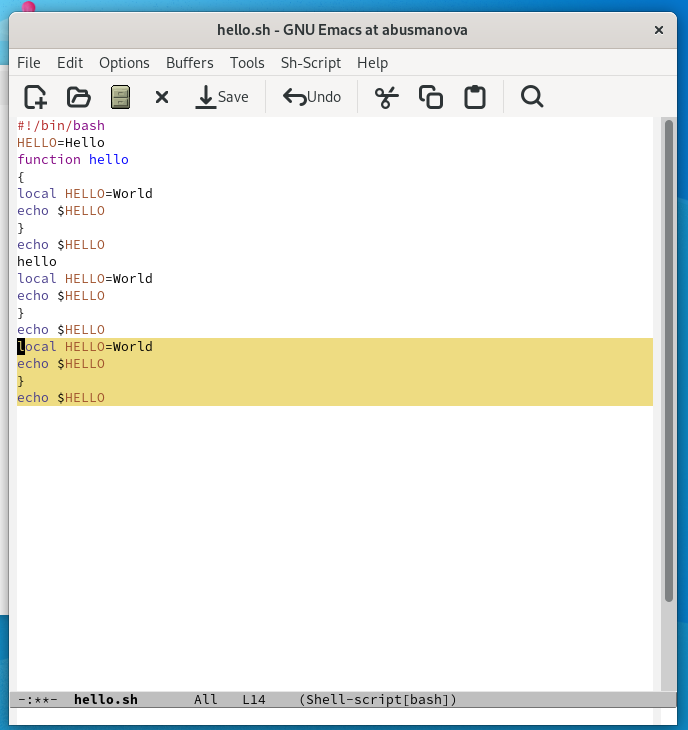 hello.sh - GNU Emacs at abusmanova
File Edit Options Buffers Tools Sh-Script Help
Save Undo
#!/bin/bash
HELLO=Hello
function hello
{
local HELLO=World
echo $HELLO
}
echo $HELLO
hello
local HELLO=World
echo $HELLO
}
echo $HELLO
local HELLO=World
echo $HELLO
}
echo $HELLO
-:**- hello.sh All L14 (Shell-script[bash])